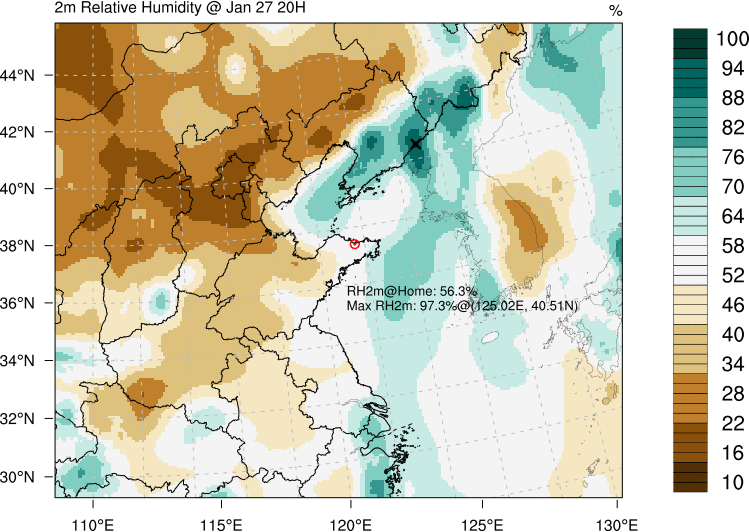 2m Relative Humidity @ Jan 27 20H
%
44°N
42°N
40°N
38°N
36°N
34°N
32°N
30°N
110°E
115°E
120°E
125°E
130°E
RH2m@Home: 56.3%
Max RH2m: 97.3%@(125.02E, 40.51N)
100
94
88
82
76
70
64
58
52
46
40
34
28
22
16
10